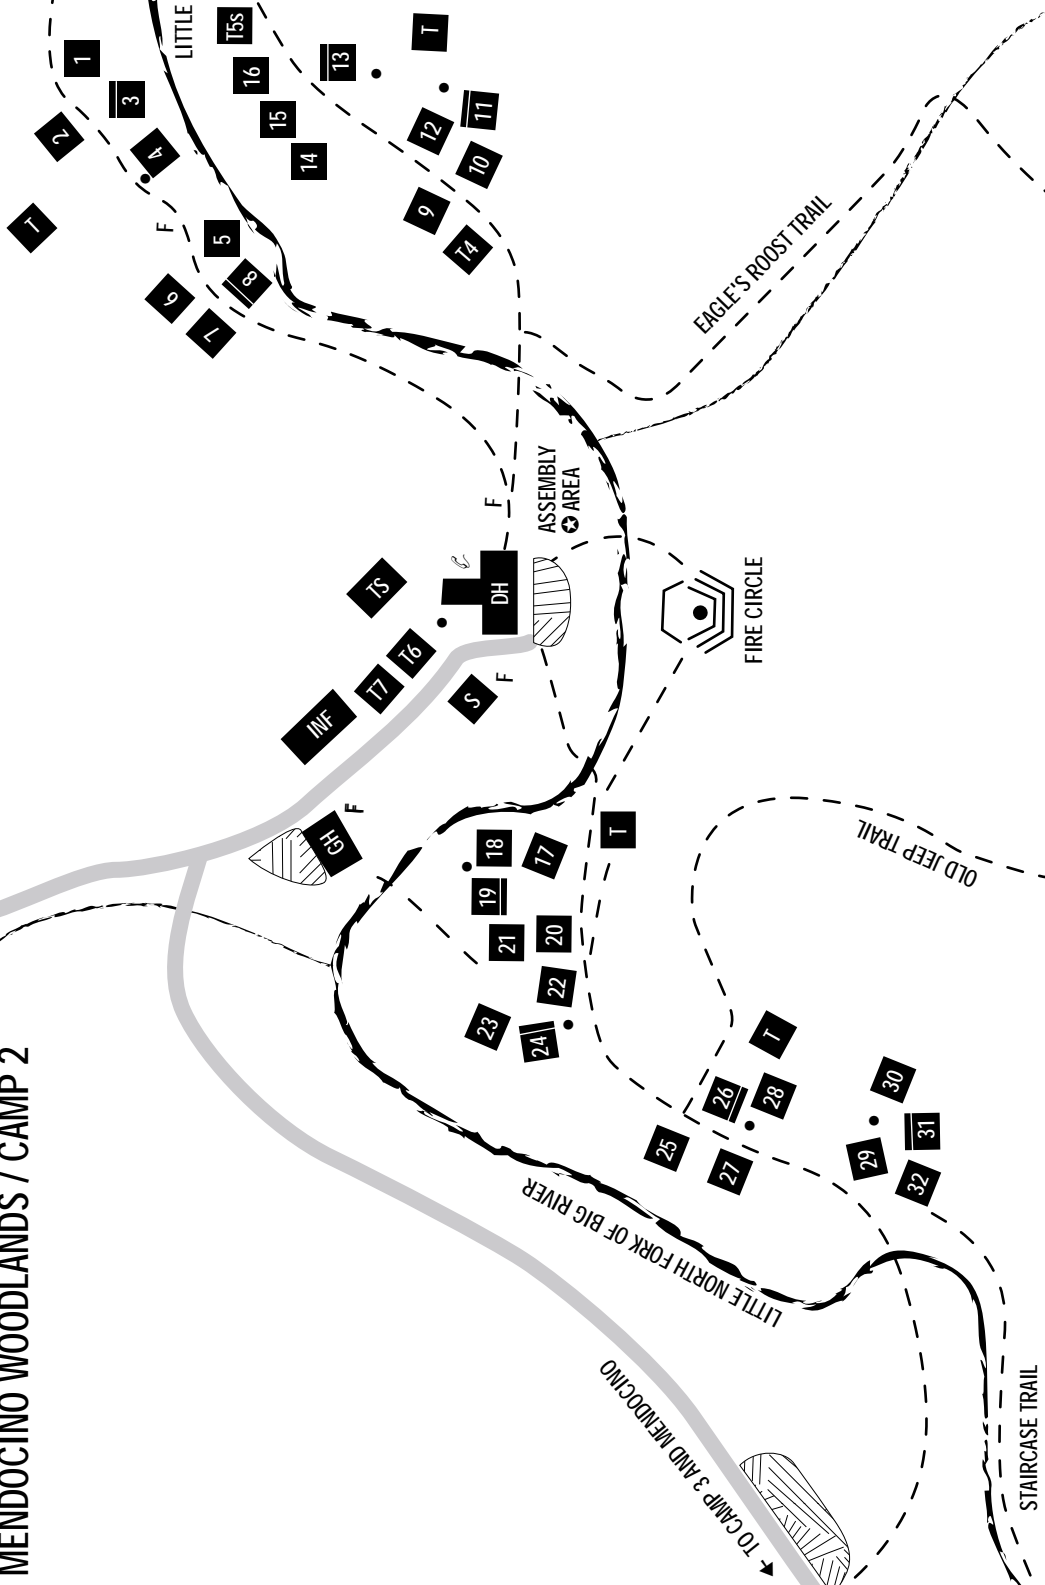 MENDOCINO WOODLANDS / CAMP 2
LITTLE
1
2
3
4
T
F
5
6
7
8
T5s
16
15
14
13
T
12
11
10
9
T4
EAGLE'S ROOST TRAIL
F
ASSEMBLY
AREA
DH
TS
T6
T7
INF
S
F
FIRE CIRCLE
GH
F
18
17
T
19
21
20
22
23
24
OLD JEEP TRAIL
T
26
28
25
27
30
31
29
32
LITTLE NORTH FORK OF BIG RIVER
TO CAMP 3 AND MENDOCINO
STAIRCASE TRAIL